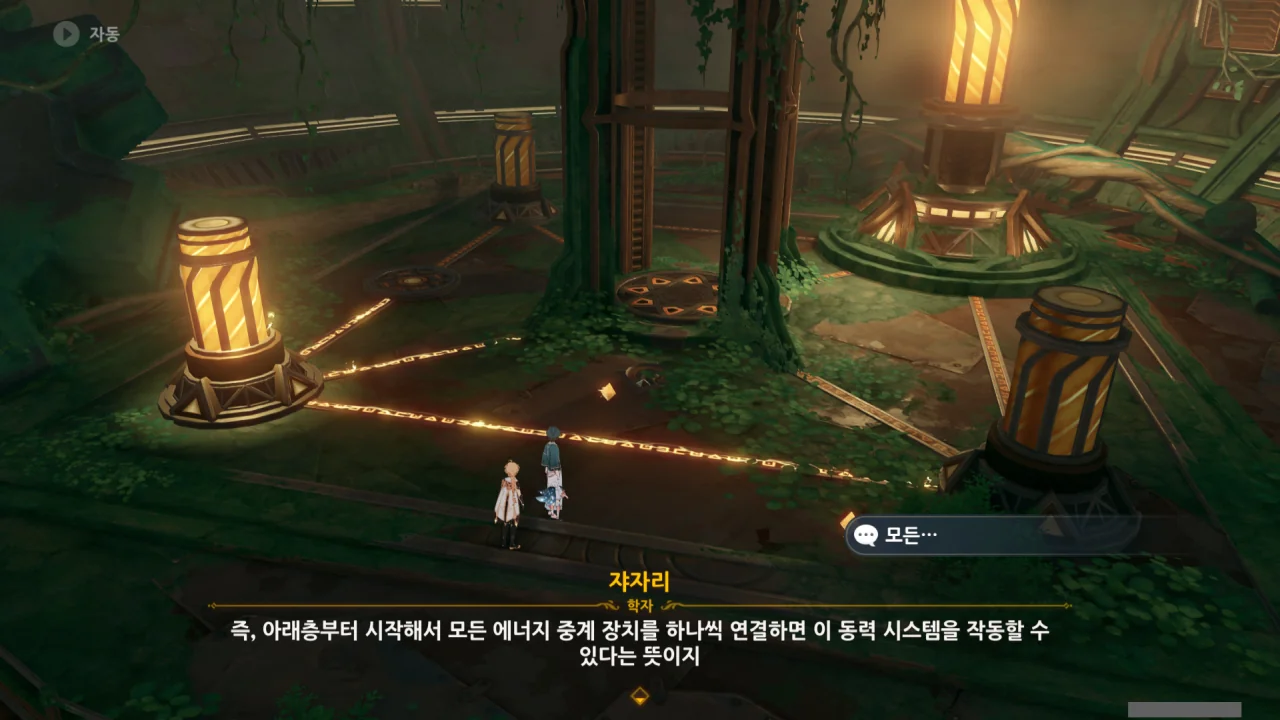 자동
모든…
쟈자리
학자
즉, 아래층부터 시작해서 모든 에너지 중계 장치를 하나씩 연결하면 이 동력 시스템을 작동할 수
있다는 뜻이지